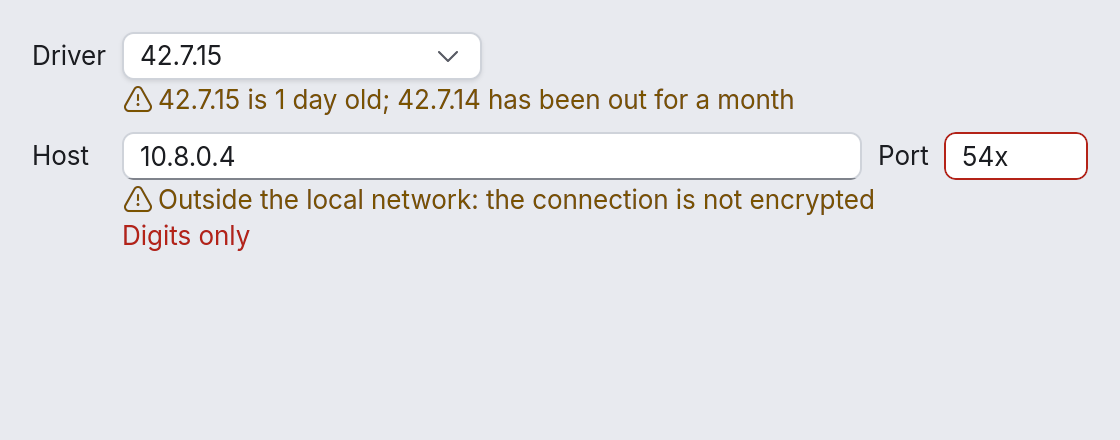 Driver 42.7.15
42.7.15 is 1 day old; 42.7.14 has been out for a month
Host 10.8.0.4 Port 54x
Outside the local network: the connection is not encrypted
Digits only